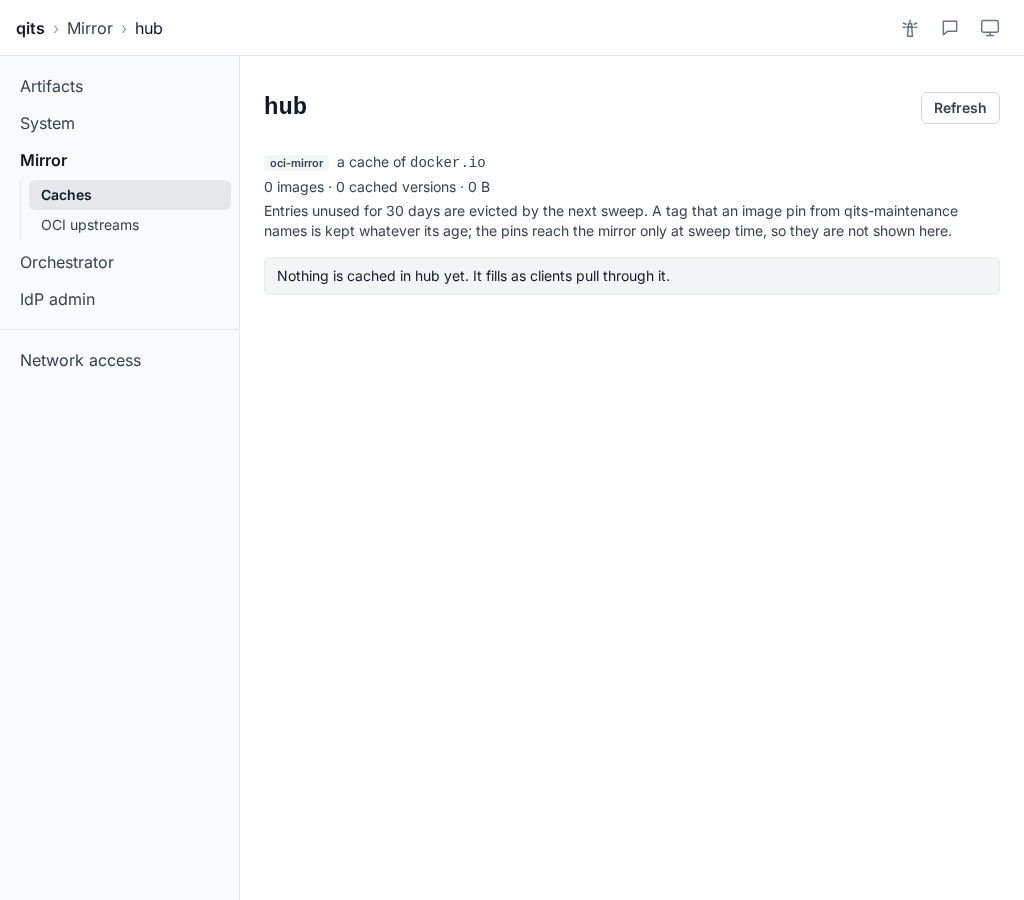 qits › Mirror › hub
Artifacts
System
Mirror
Caches
OCI upstreams
Orchestrator
IdP admin
Network access
hub
Refresh
oci-mirror a cache of docker.io
0 images · 0 cached versions · 0 B
Entries unused for 30 days are evicted by the next sweep. A tag that an image pin from qits-maintenance
names is kept whatever its age; the pins reach the mirror only at sweep time, so they are not shown here.
Nothing is cached in hub yet. It fills as clients pull through it.